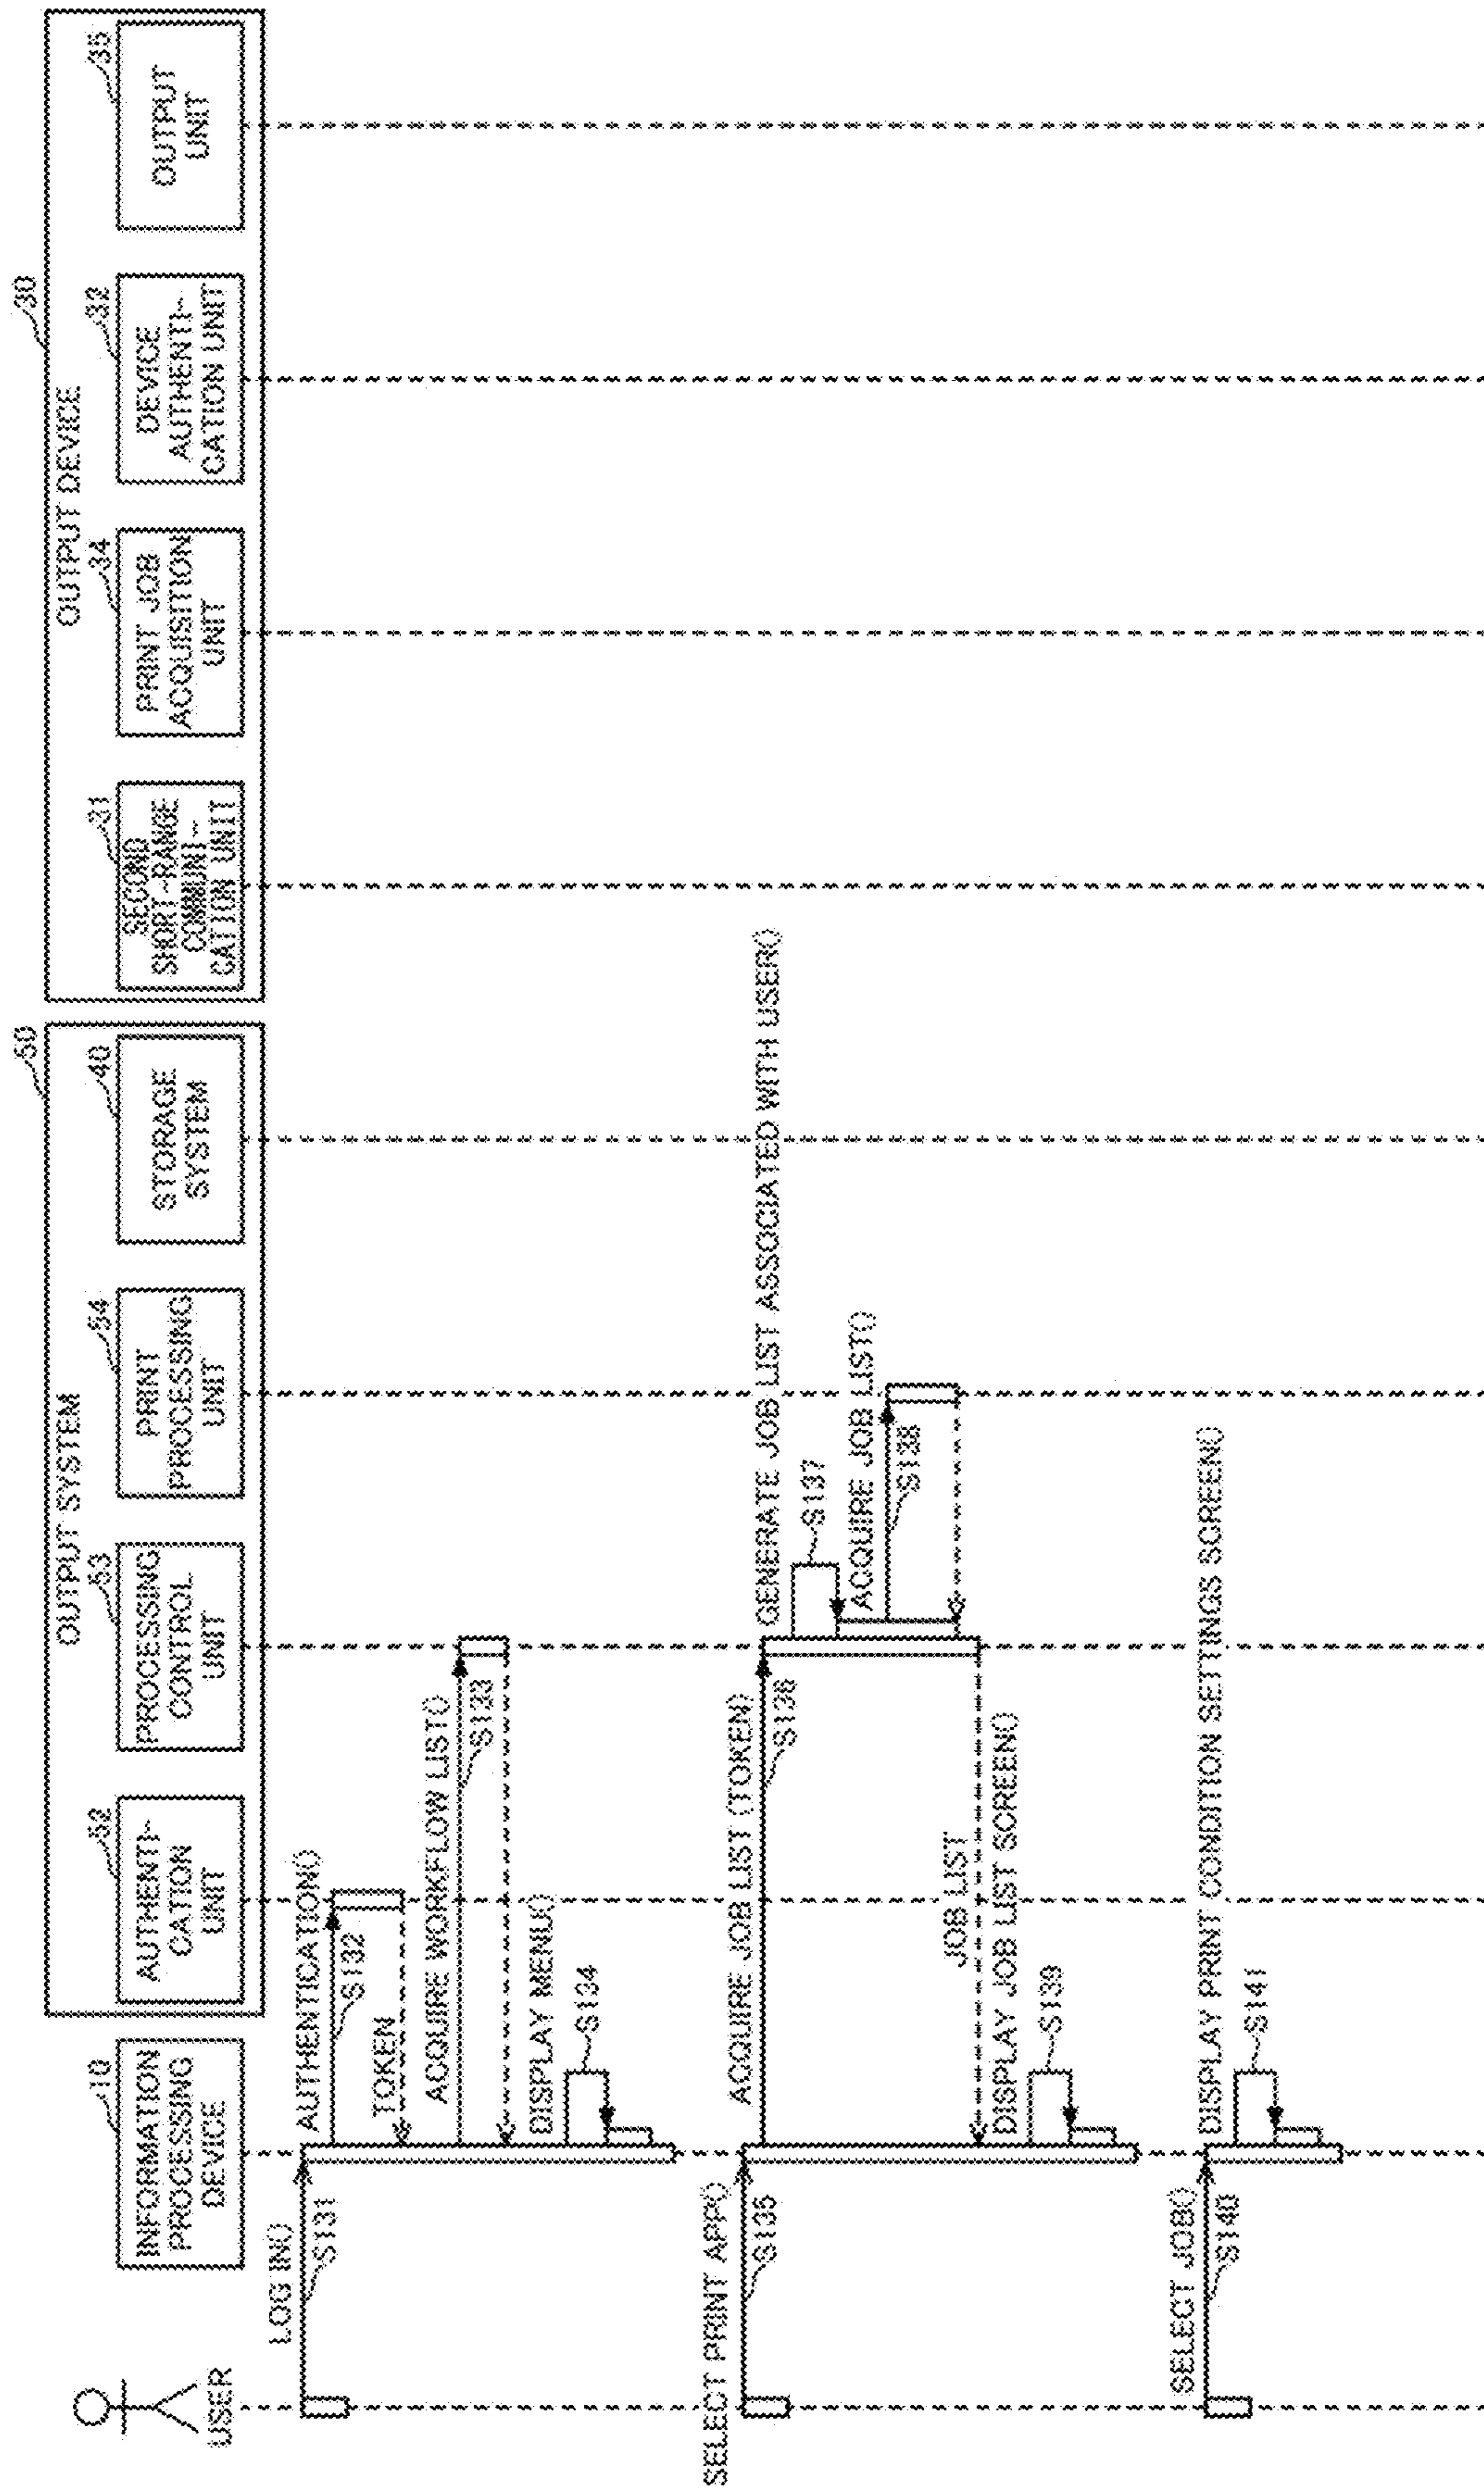 USER
INFORMATION
PROCESSING
DEVICE
10
OUTPUT SYSTEM
50
AUTHENTI-
CATION
UNIT
52
PROCESSING
CONTROL
UNIT
53
PRINT
PROCESSING
UNIT
54
STORAGE
SYSTEM
40
OUTPUT DEVICE
30
SECOND
SHORT-RANGE
COMMUNI-
CATION UNIT
31
PRINT JOB
ACQUISITION
UNIT
34
DEVICE
AUTHENTI-
CATION UNIT
32
OUTPUT
UNIT
35
LOG IN()
S131
AUTHENTICATION()
S132
TOKEN
ACQUIRE WORKFLOW LIST()
S133
DISPLAY MENU()
S134
SELECT PRINT APP()
S135
ACQUIRE JOB LIST (TOKEN)
S136
GENERATE JOB LIST ASSOCIATED WITH USER()
S137
ACQUIRE JOB LIST()
S138
JOB LIST
DISPLAY JOB LIST SCREEN()
S139
SELECT JOB()
S140
DISPLAY PRINT CONDITION SETTINGS SCREEN()
S141